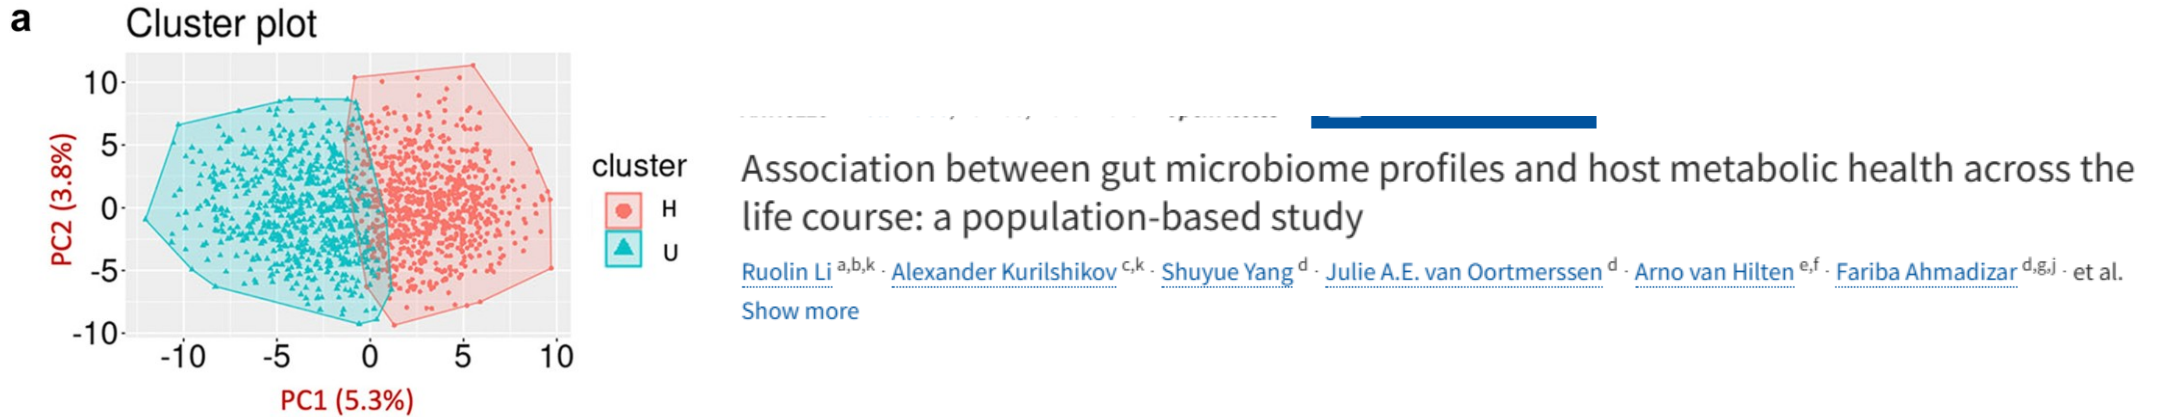 a
Cluster plot
10
5
0
-5
-10
PC2 (3.8%)
-10 -5 0 5 10
PC1 (5.3%)
cluster
H
U
Association between gut microbiome profiles and host metabolic health across the
life course: a population-based study
Ruolin Li a,b,k · Alexander Kurilshikov c,k · Shuyue Yang d · Julie A.E. van Oortmerssen d · Arno van Hilten e,f · Fariba Ahmadizar d,g,j · et al.
Show more